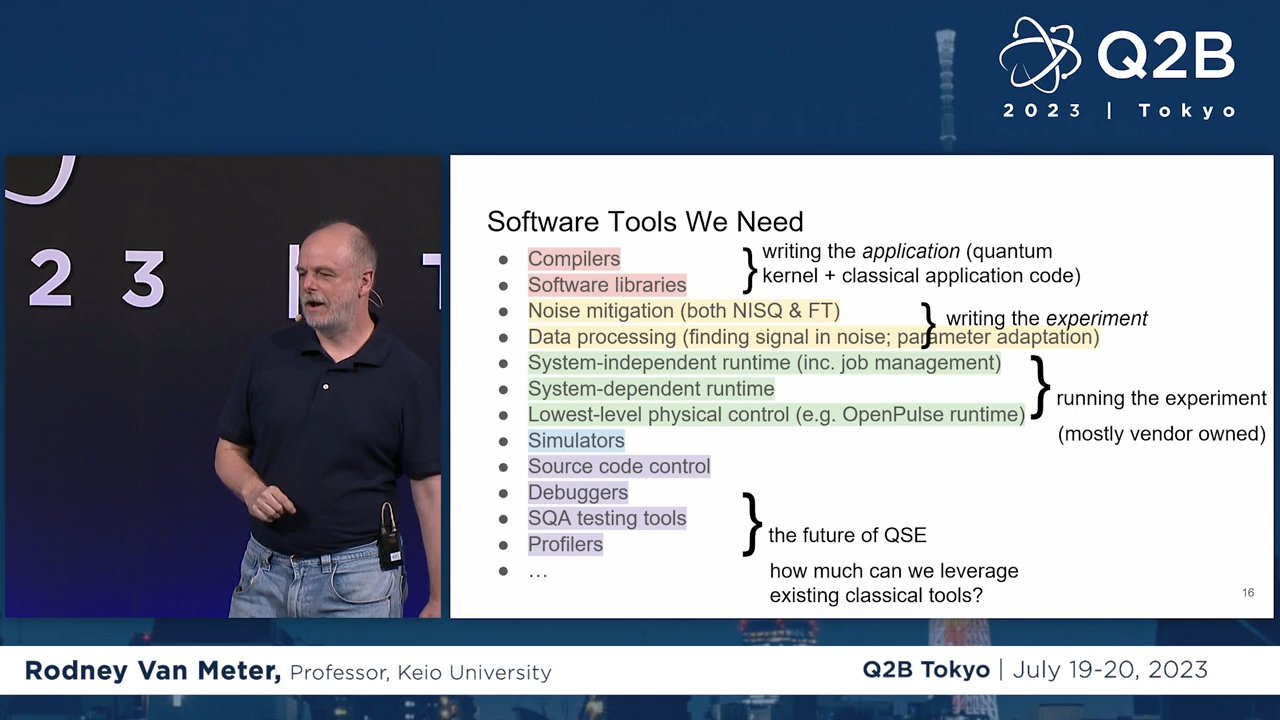 Q2B
2023 | Tokyo
2 3 |
Software Tools We Need
● Compilers
● Software libraries
} writing the application (quantum
kernel + classical application code)
● Noise mitigation (both NISQ & FT)
● Data processing (finding signal in noise; parameter adaptation)
} writing the experiment
● System-independent runtime (inc. job management)
● System-dependent runtime
● Lowest-level physical control (e.g. OpenPulse runtime)
} running the experiment
(mostly vendor owned)
● Simulators
● Source code control
● Debuggers
● SQA testing tools
● Profilers
● …
} the future of QSE
how much can we leverage
existing classical tools?
16
Rodney Van Meter, Professor, Keio University
Q2B Tokyo | July 19-20, 2023